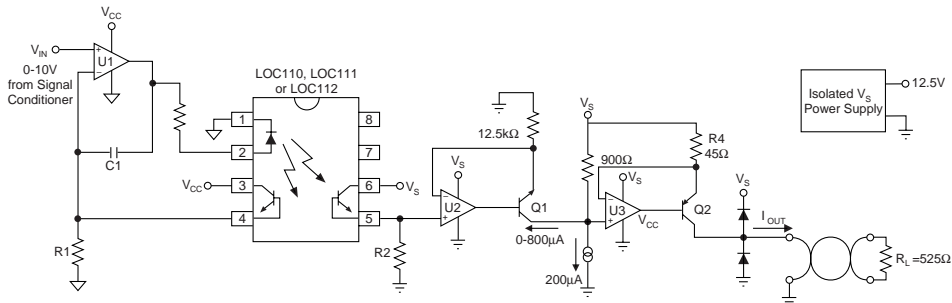 VCC
VIN
U1
0-10V
from Signal
Conditioner
C1
R1
LOC110, LOC111
or LOC112
1
2
3
4
8
7
6
5
VCC
VS
R2
12.5kΩ
VS
U2
Q1
0-800µA
VS
900Ω
R4
45Ω
VS
U3
VCC
Q2
200µA
VS
IOUT
RL =525Ω
Isolated VS
Power Supply
12.5V